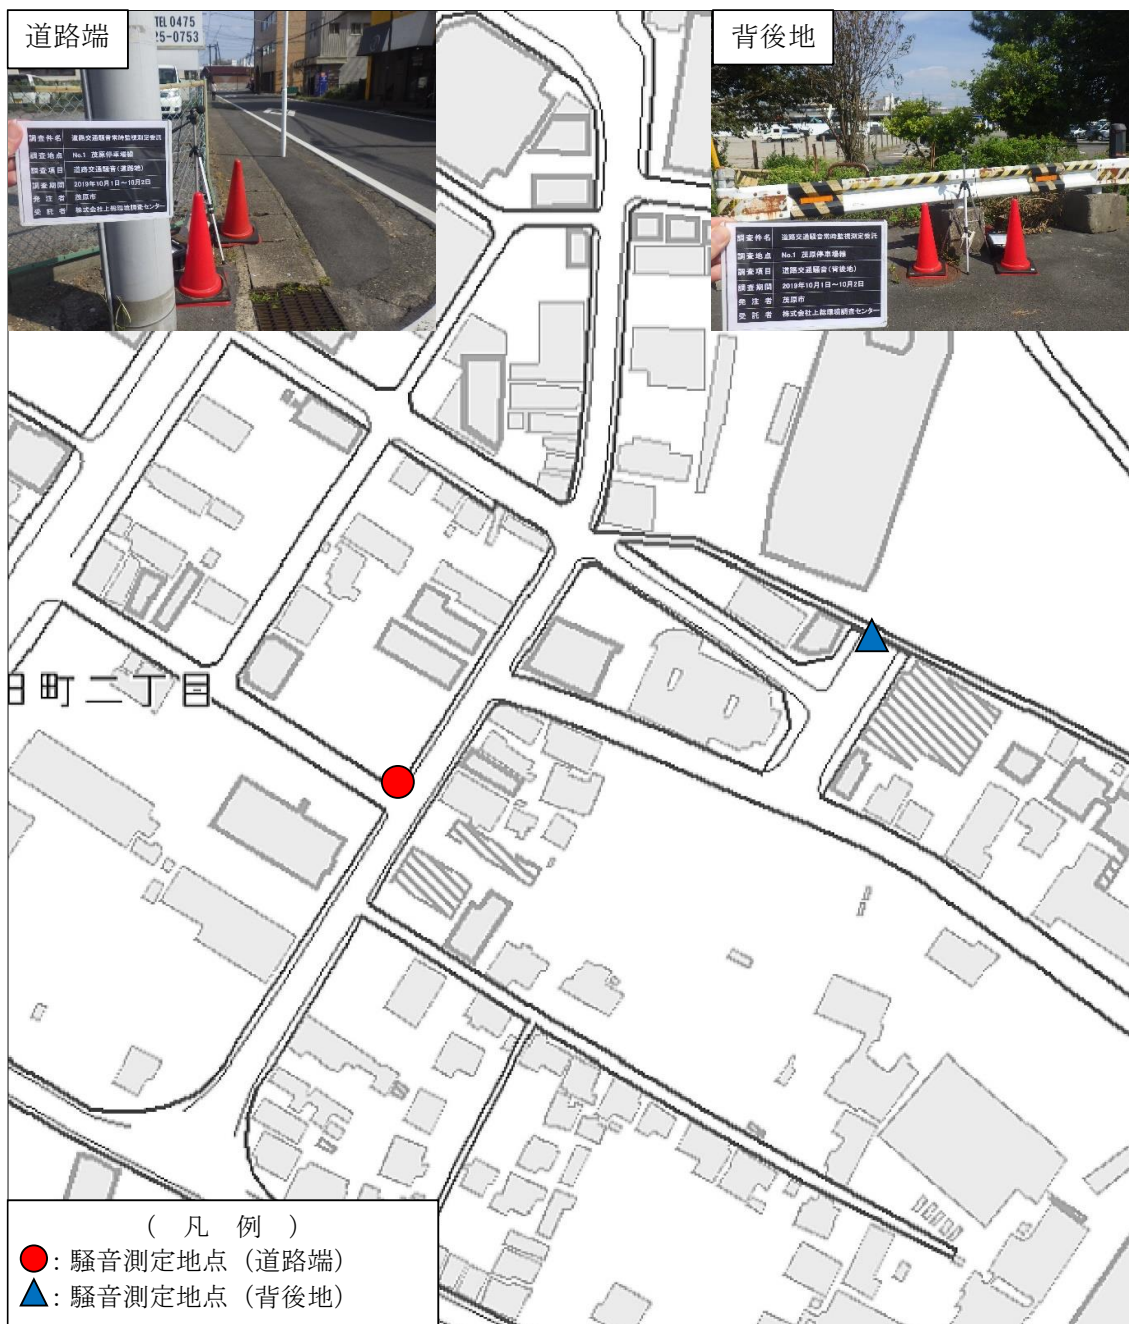 道路端
TEL 0475
25-0753
調査件名 道路交通騒音常時監視測定委託
調査地点 No.1 茂原停車場線
調査項目 道路交通騒音(道路端)
調査期間 2019年10月1日～10月2日
発注者 茂原市
受託者 株式会社上総環境調査センター
背後地
調査件名 道路交通騒音常時監視測定委託
調査地点 No.1 茂原停車場線
調査項目 道路交通騒音(背後地)
調査期間 2019年10月1日～10月2日
発注者 茂原市
受託者 株式会社上総環境調査センター
町二丁目
(凡例)
：騒音測定地点（道路端）
：騒音測定地点（背後地）